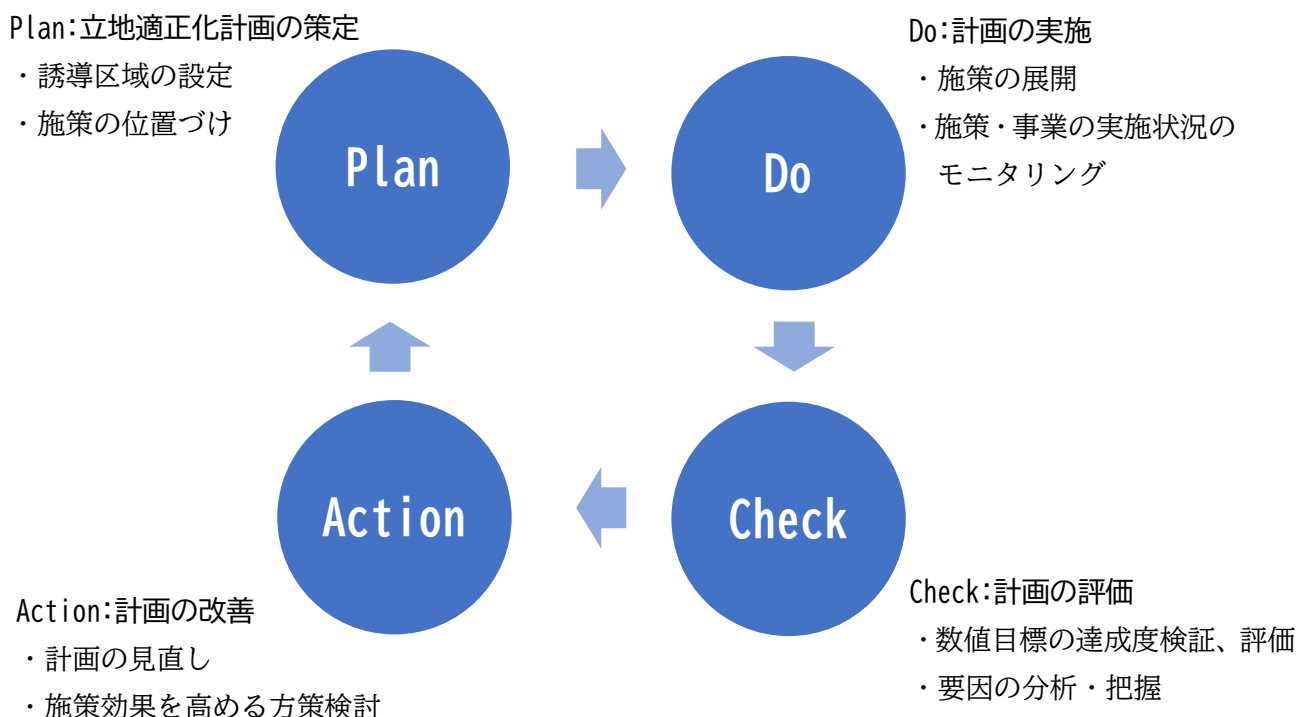 Plan:立地適正化計画の策定
・誘導区域の設定
・施策の位置づけ
Plan
Do:計画の実施
・施策の展開
・施策・事業の実施状況の
モニタリング
Do
Check
Check:計画の評価
・数値目標の達成度検証、評価
・要因の分析・把握
Action
Action:計画の改善
・計画の見直し
・施策効果を高める方策検討